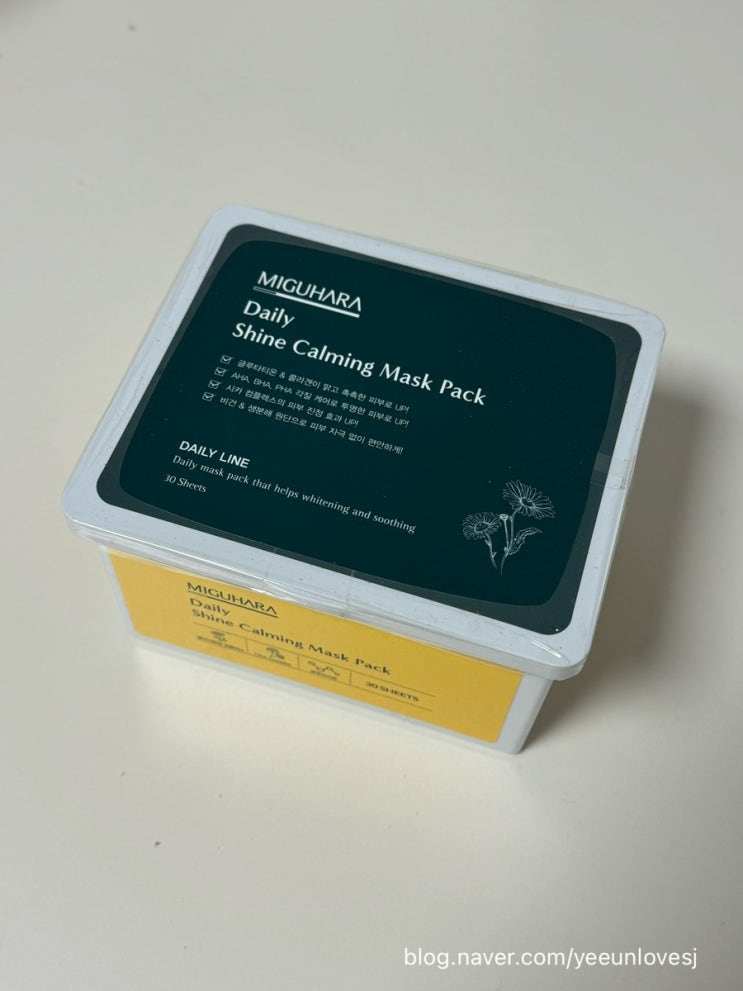 MIGUHARA
Daily
Shine Calming Mask Pack
글루타티온 & 콜라겐이 맑고 촉촉한 피부로 UP!
AHA, BHA, PHA 각질 케어로 투명한 피부로 UP!
시카 컴플렉스의 피부 진정 효과 UP!
비건 & 생분해 원단으로 피부 자극 없이 편안하게!
DAILY LINE
Daily mask pack that helps whitening and soothing
30 Sheets
MIGUHARA
Daily
Shine Calming Mask Pack
30 SHEETS
blog.naver.com/yeeunlovesj